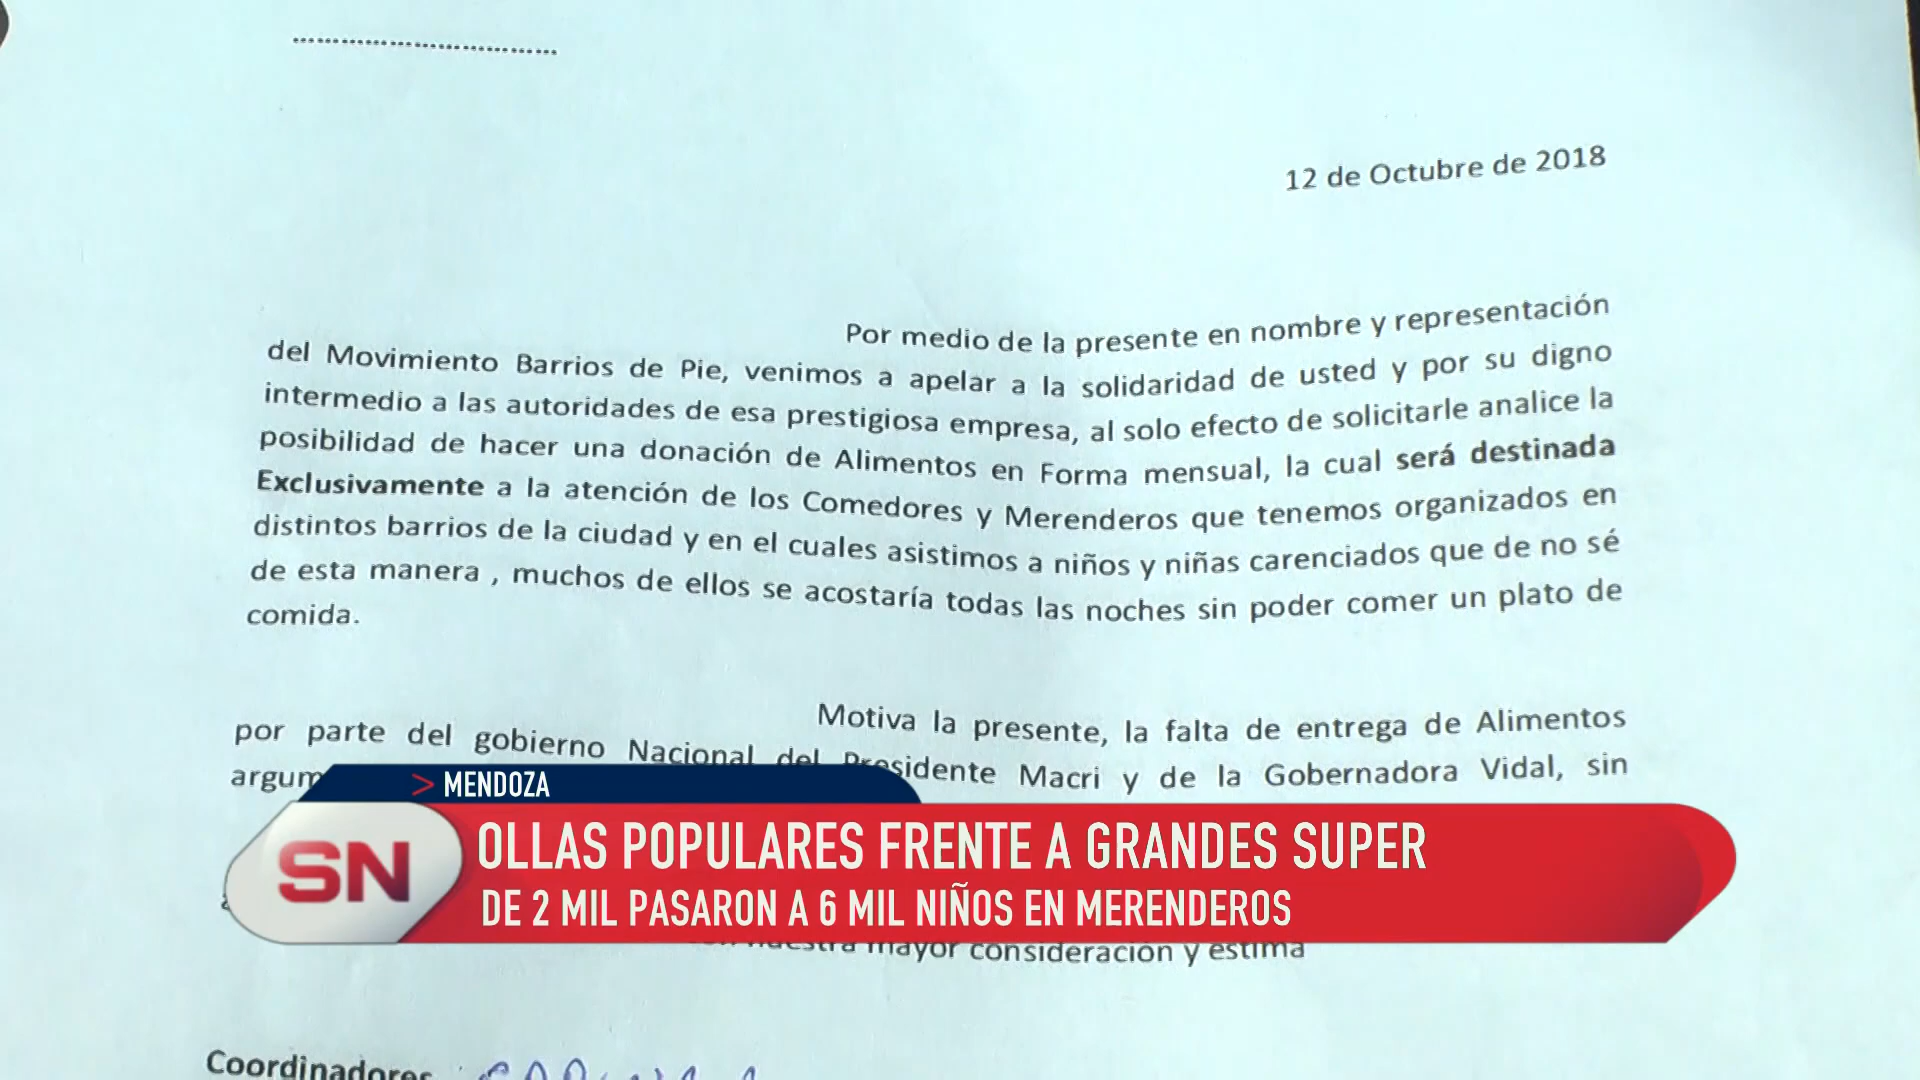 12 de Octubre de 2018
Por medio de la presente en nombre y representación
del Movimiento Barrios de Pie, venimos a apelar a la solidaridad de usted y por su digno
intermedio a las autoridades de esa prestigiosa empresa, al solo efecto de solicitarle analice la
posibilidad de hacer una donación de Alimentos en Forma mensual, la cual será destinada
Exclusivamente a la atención de los Comedores y Merenderos que tenemos organizados en
distintos barrios de la ciudad y en el cuales asistimos a niños y niñas carenciados que de no sé
de esta manera , muchos de ellos se acostaría todas las noches sin poder comer un plato de
comida.
Motiva la presente, la falta de entrega de Alimentos
por parte del gobierno Nacional del Presidente Macri y de la Gobernadora Vidal, sin
> MENDOZA
SN
OLLAS POPULARES FRENTE A GRANDES SUPER
DE 2 MIL PASARON A 6 MIL NIÑOS EN MERENDEROS
nuestra mayor consideración y estima
Coordinadores